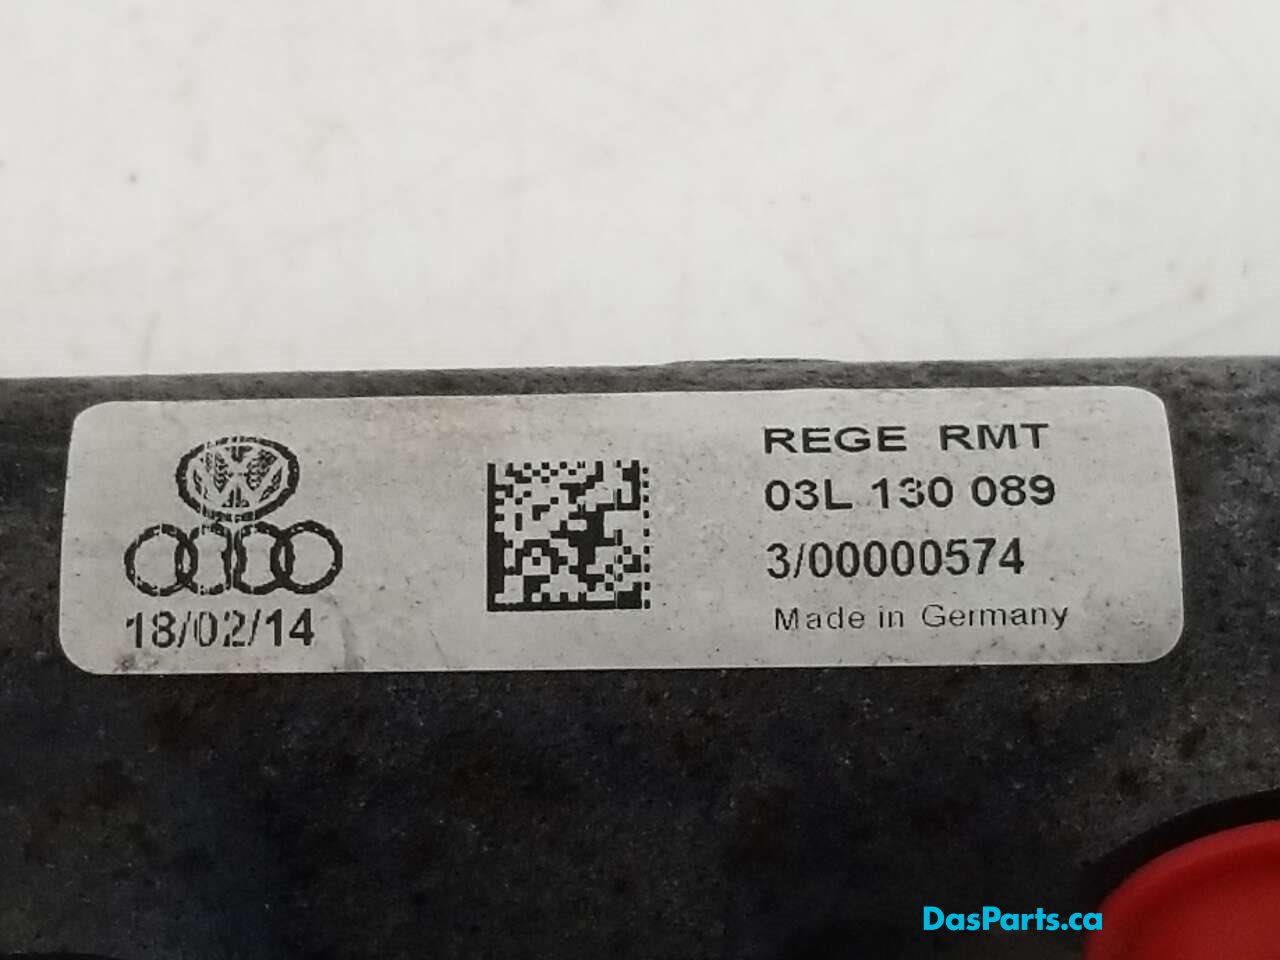 REGE RMT
03L 130 089
3/00000574
Made in Germany
18/02/14
DasParts.ca